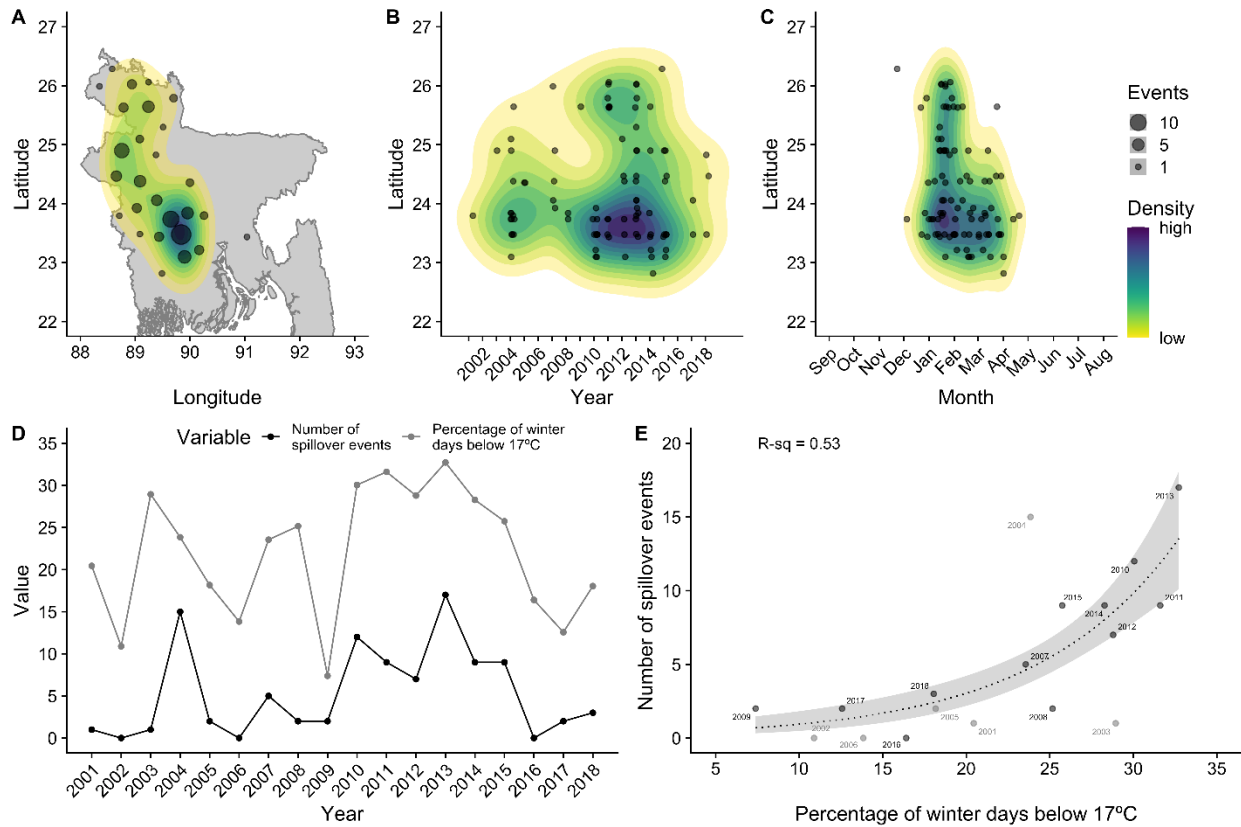 A
27
26
25
24
23
22
Latitude
88
89
90
91
92
93
Longitude
B
27
26
25
24
23
22
Latitude
2002
2004
2006
2008
2010
2012
2014
2016
2018
Year
C
27
26
25
24
23
22
Latitude
Sep
Oct
Nov
Dec
Jan
Feb
Mar
Apr
May
Jun
Jul
Aug
Month
Events
10
5
1
Density
high
low
D
Variable
Number of
spillover events
Percentage of winter
days below 17ºC
35
30
25
20
15
10
5
0
Value
2001
2002
2003
2004
2005
2006
2007
2008
2009
2010
2011
2012
2013
2014
2015
2016
2017
2018
Year
E
R-sq = 0.53
20
15
10
5
0
Number of spillover events
2013
2004
2010
2015
2014
2011
2012
2007
2018
2009
2017
2005
2008
2002
2006
2016
2001
2003
5
10
15
20
25
30
35
Percentage of winter days below 17ºC